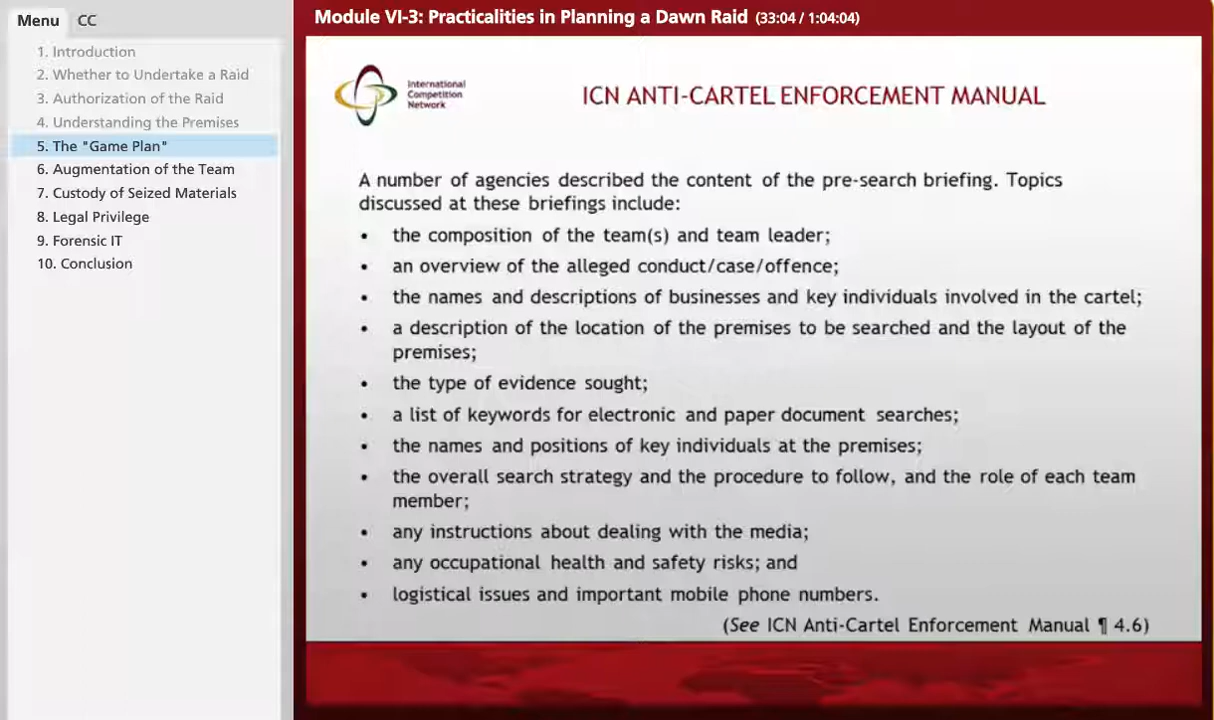 Menu CC
1. Introduction
2. Whether to Undertake a Raid
3. Authorization of the Raid
4. Understanding the Premises
5. The "Game Plan"
6. Augmentation of the Team
7. Custody of Seized Materials
8. Legal Privilege
9. Forensic IT
10. Conclusion
Module VI-3: Practicalities in Planning a Dawn Raid (33:04 / 1:04:04)
International
Competition
Network
ICN ANTI-CARTEL ENFORCEMENT MANUAL
A number of agencies described the content of the pre-search briefing. Topics
discussed at these briefings include:
• the composition of the team(s) and team leader;
• an overview of the alleged conduct/case/offence;
• the names and descriptions of businesses and key individuals involved in the cartel;
• a description of the location of the premises to be searched and the layout of the
premises;
• the type of evidence sought;
• a list of keywords for electronic and paper document searches;
• the names and positions of key individuals at the premises;
• the overall search strategy and the procedure to follow, and the role of each team
member;
• any instructions about dealing with the media;
• any occupational health and safety risks; and
• logistical issues and important mobile phone numbers.
(See ICN Anti-Cartel Enforcement Manual ¶ 4.6)